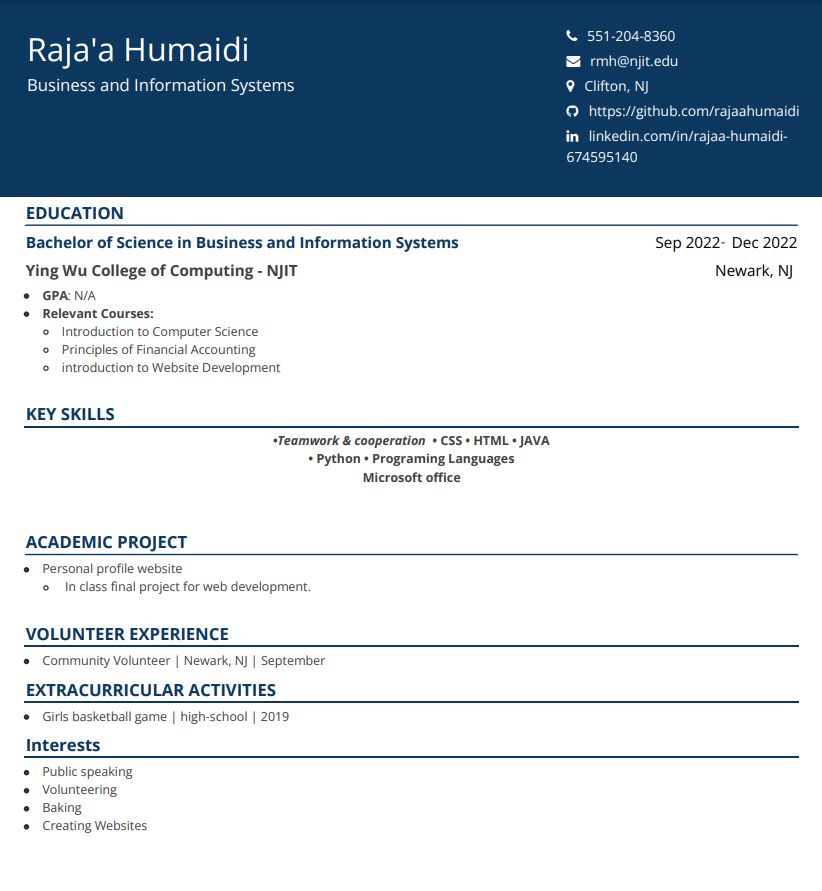 Raja'a Humaidi
Business and Information Systems
551-204-8360
rmh@njit.edu
Clifton, NJ
https://github.com/rajaahumaidi
linkedin.com/in/rajaa-humaidi-
674595140
EDUCATION
Bachelor of Science in Business and Information Systems Sep 2022- Dec 2022
Ying Wu College of Computing - NJIT Newark, NJ
• GPA: N/A
• Relevant Courses:
○ Introduction to Computer Science
○ Principles of Financial Accounting
○ introduction to Website Development
KEY SKILLS
•Teamwork & cooperation • CSS • HTML • JAVA
• Python • Programing Languages
Microsoft office
ACADEMIC PROJECT
• Personal profile website
○ In class final project for web development.
VOLUNTEER EXPERIENCE
• Community Volunteer | Newark, NJ | September
EXTRACURRICULAR ACTIVITIES
• Girls basketball game | high-school | 2019
Interests
• Public speaking
• Volunteering
• Baking
• Creating Websites